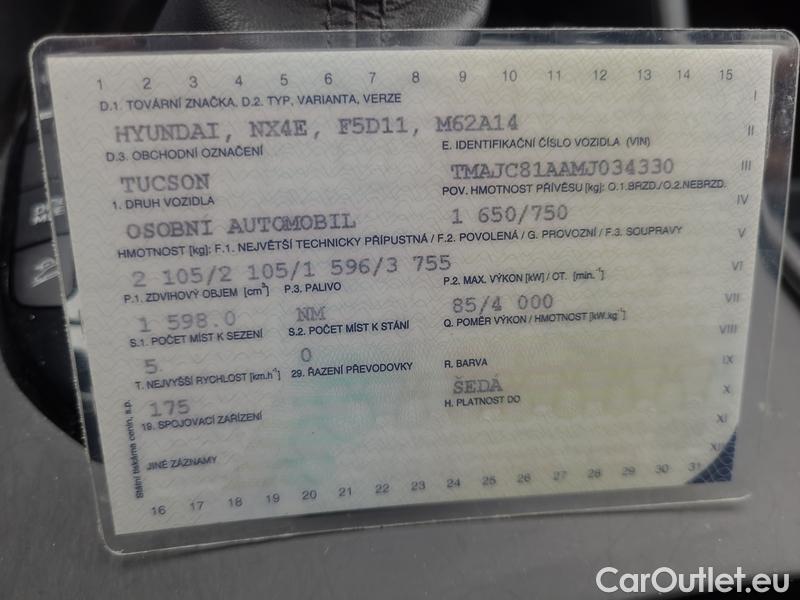 1 2 3 4 5 6 7 8 9 10 11 12 13 14 15
D.1. TOVÁRNÍ ZNAČKA, D.2. TYP, VARIANTA, VERZE
I
HYUNDAI, NX4E, F5D11, M62A14
II
D.3. OBCHODNÍ OZNAČENÍ
E. IDENTIFIKAČNÍ ČÍSLO VOZIDLA (VIN)
TUCSON
TMAJC81AAMJ034330
III
1. DRUH VOZIDLA
POV. HMOTNOST PŘÍVĚSU [kg]: O.1.BRZD./O.2.NEBRZD.
OSOBNÍ AUTOMOBIL
1 650/750
IV
HMOTNOST [kg]: F.1. NEJVĚTŠÍ TECHNICKY PŘÍPUSTNÁ / F.2. POVOLENÁ / G. PROVOZNÍ / F.3. SOUPRAVY
V
2 105/2 105/1 596/3 755
P.1. ZDVIHOVÝ OBJEM [cm³]
P.3. PALIVO
P.2. MAX. VÝKON [kW] / OT. [min.⁻¹]
VI
1 598.0
NM
85/4 000
VII
S.1. POČET MÍST K SEZENÍ
S.2. POČET MÍST K STÁNÍ
Q. POMĚR VÝKON / HMOTNOST [kW.kg⁻¹]
VIII
5
0
T. NEJVYŠŠÍ RYCHLOST [km.h⁻¹]
29. ŘAZENÍ PŘEVODOVKY
R. BARVA
IX
175
ŠEDÁ
X
19. SPOJOVACÍ ZAŘÍZENÍ
H. PLATNOST DO
XI
JINÉ ZÁZNAMY
XII
Státní tiskárna cenin, s.p.
16 17 18 19 20 21 22 23 24 25 26 27 28 29 30 31
CarOutlet.eu